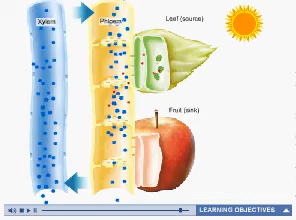 Xylem
Phloem
Leaf (source)
Fruit (sink)
LEARNING OBJECTIVES